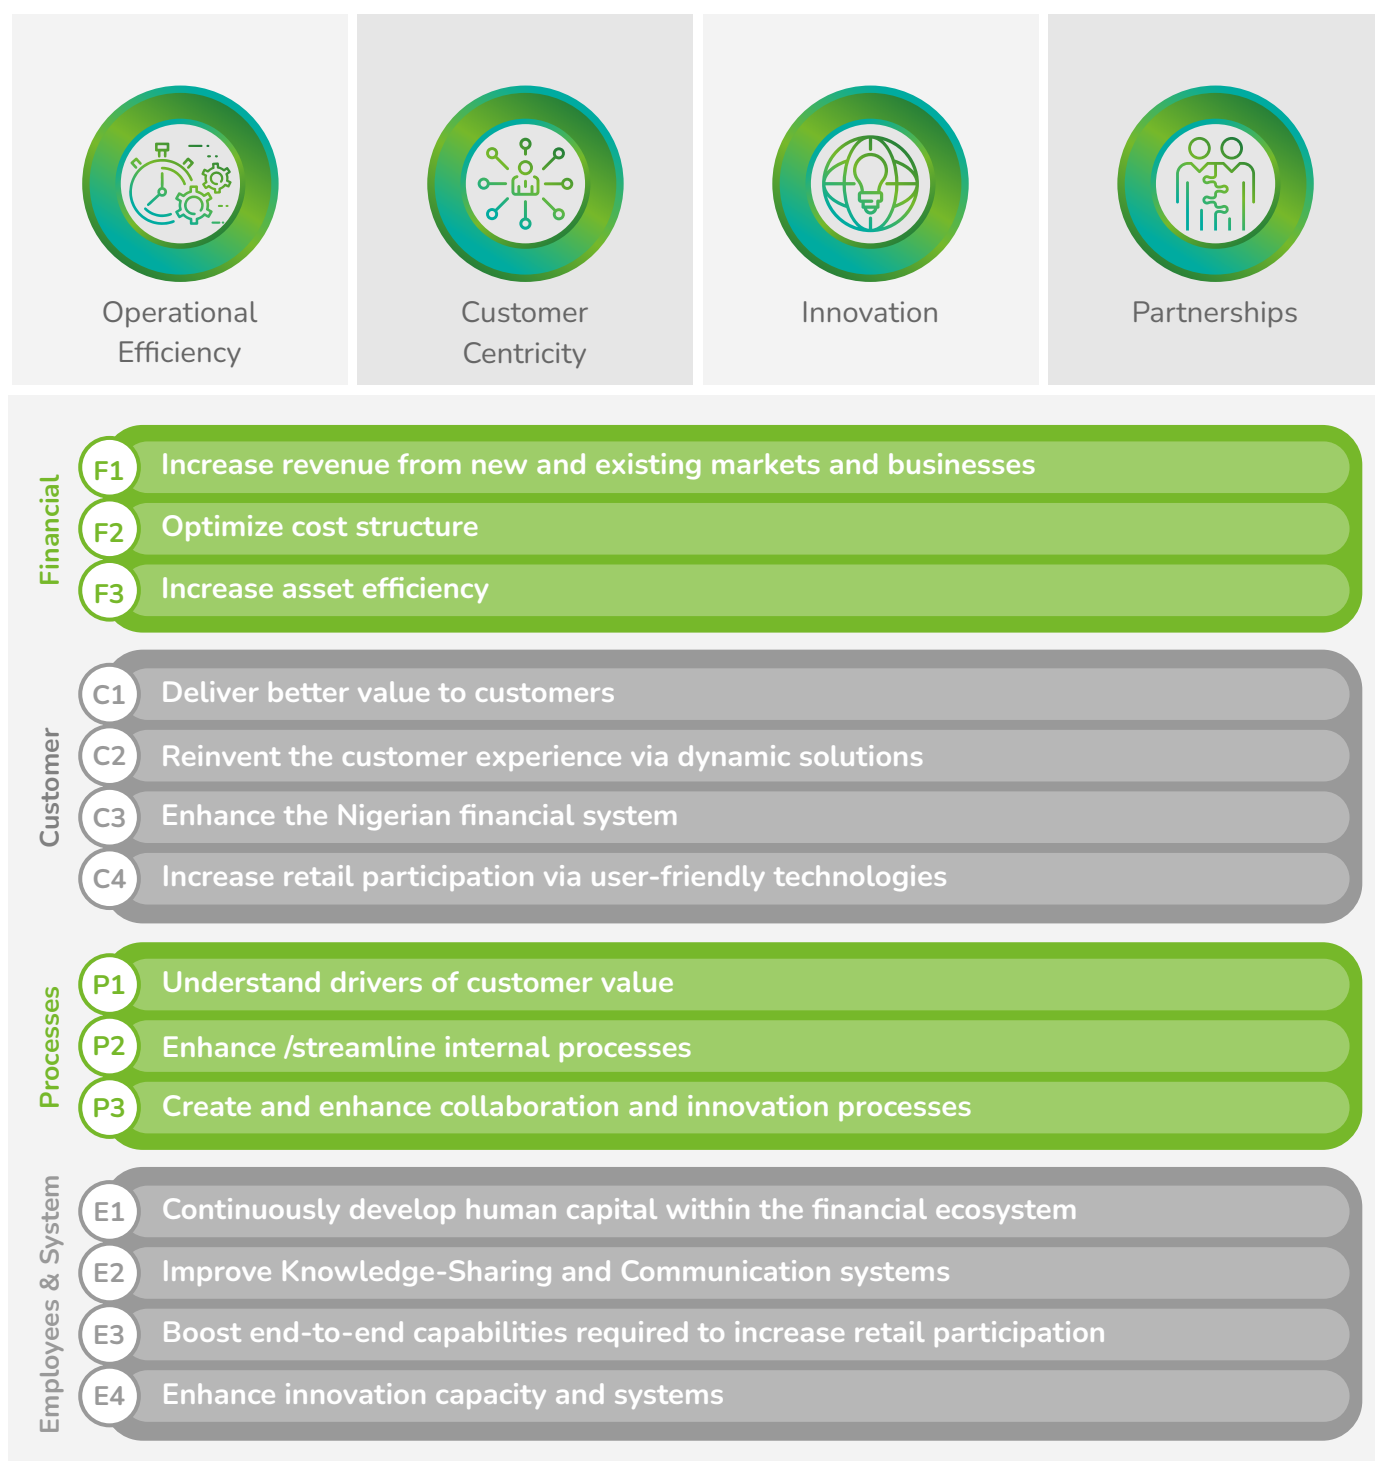 Operational
Efficiency
Customer
Centricity
Innovation
Partnerships
Financial
F1 Increase revenue from new and existing markets and businesses
F2 Optimize cost structure
F3 Increase asset efficiency
Customer
C1 Deliver better value to customers
C2 Reinvent the customer experience via dynamic solutions
C3 Enhance the Nigerian financial system
C4 Increase retail participation via user-friendly technologies
Processes
P1 Understand drivers of customer value
P2 Enhance /streamline internal processes
P3 Create and enhance collaboration and innovation processes
Employees & System
E1 Continuously develop human capital within the financial ecosystem
E2 Improve Knowledge-Sharing and Communication systems
E3 Boost end-to-end capabilities required to increase retail participation
E4 Enhance innovation capacity and systems